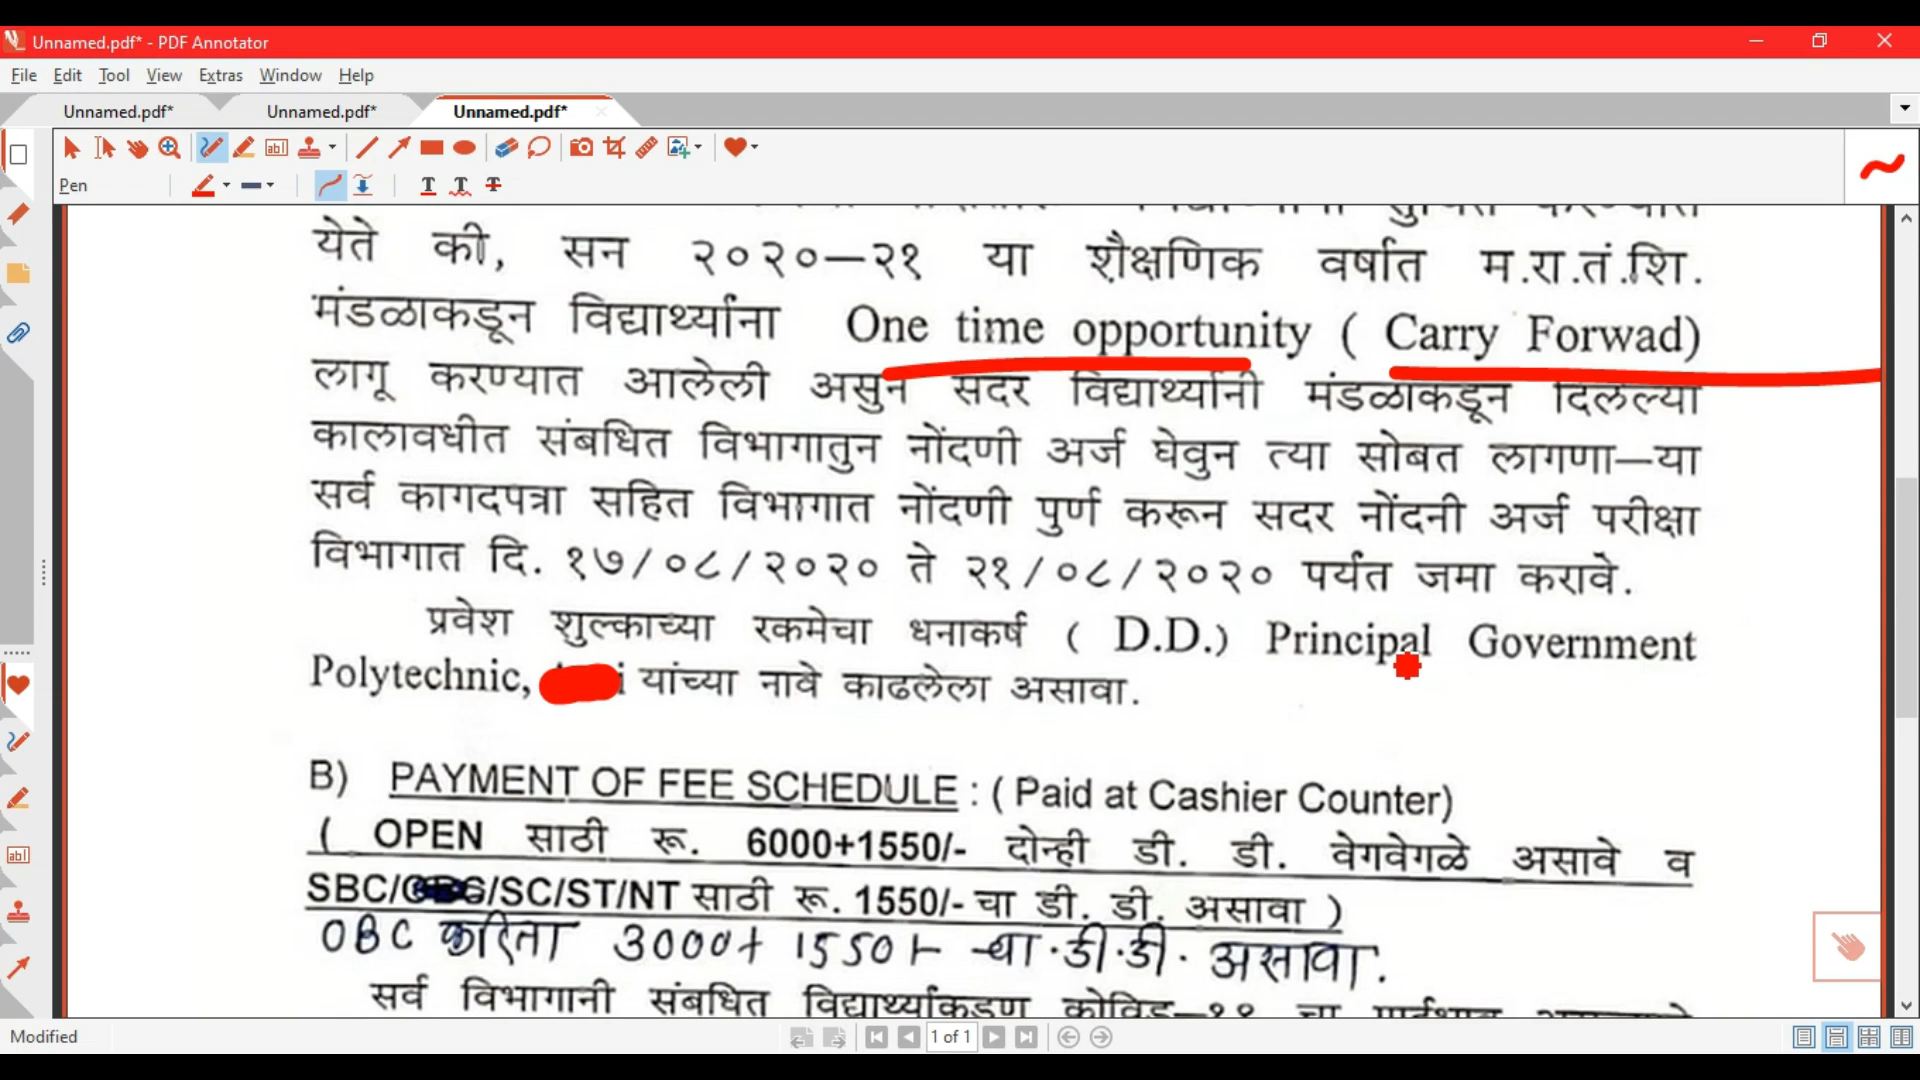 Unnamed.pdf* - PDF Annotator
File Edit Tool View Extras Window Help
Unnamed.pdf* Unnamed.pdf* Unnamed.pdf*
Pen
येते की, सन २०२०—२१ या शैक्षणिक वर्षात म.रा.तं.शि.
मंडळाकडून विद्यार्थ्यांना One time opportunity ( Carry Forwad)
लागू करण्यात आलेली असुन सदर विद्यार्थ्यांनी मंडळाकडून दिलेल्या
कालावधीत संबधित विभागातुन नोंदणी अर्ज घेवुन त्या सोबत लागणा—या
सर्व कागदपत्रा सहित विभागात नोंदणी पुर्ण करून सदर नोंदनी अर्ज परीक्षा
विभागात दि. १७/०८/२०२० ते २१/०८/२०२० पर्यंत जमा करावे.
प्रवेश शुल्काच्या रकमेचा धनाकर्ष ( D.D.) Principal Government
Polytechnic, यांच्या नावे काढलेला असावा.
B) PAYMENT OF FEE SCHEDULE : ( Paid at Cashier Counter)
( OPEN साठी रू. 6000+1550/- दोन्ही डी. डी. वेगवेगळे असावे व
SBC/ /SC/ST/NT साठी रू. 1550/- चा डी. डी. असावा )
OBC करिता 3000+ 1550/- चा.डी.डी. असावा.
सर्व विभागानी संबधित विद्यार्थ्यांकडुण कोविड—१९ चा
Modified 1 of 1